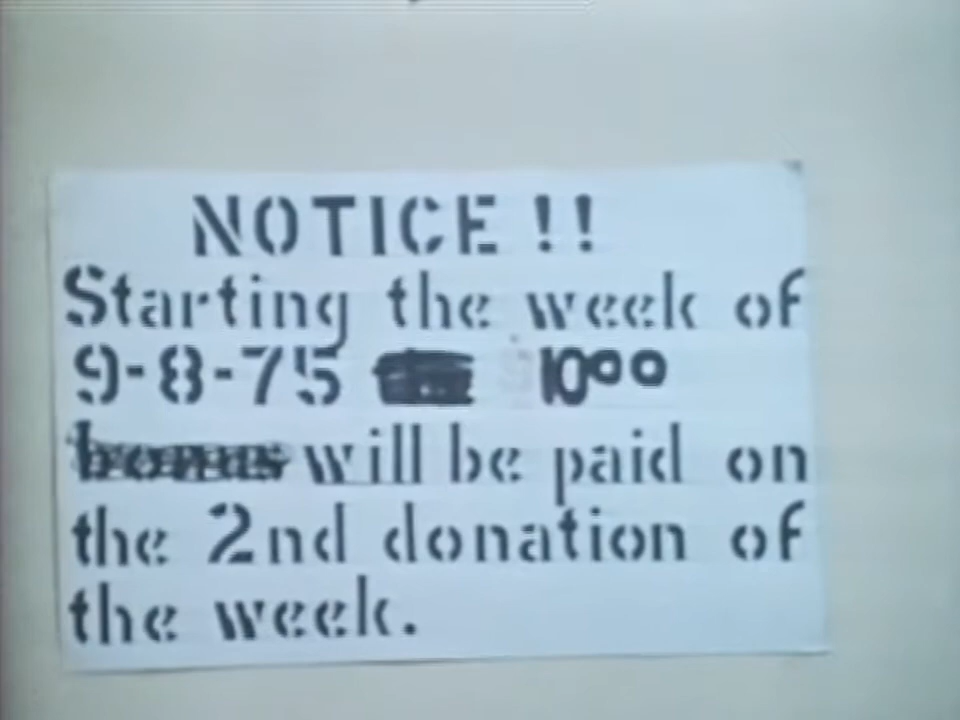 NOTICE !!
Starting the week of
9-8-75 10⁰⁰
bonus will be paid on
the 2nd donation of
the week.